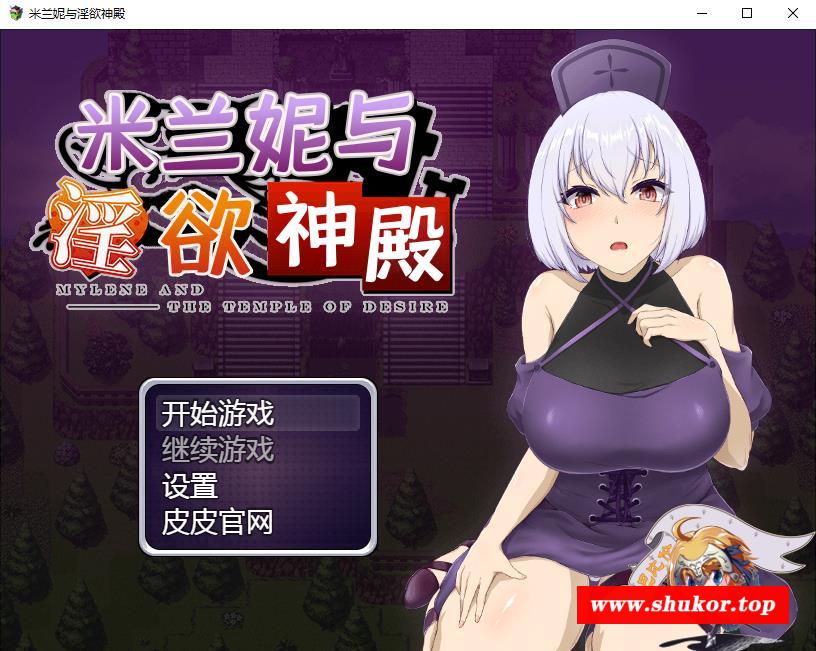 米兰妮与淫欲神殿
米兰妮与
淫欲神殿
MYLENE AND
THE TEMPLE OF DESIRE
开始游戏
继续游戏
设置
皮皮官网
www.shukor.top